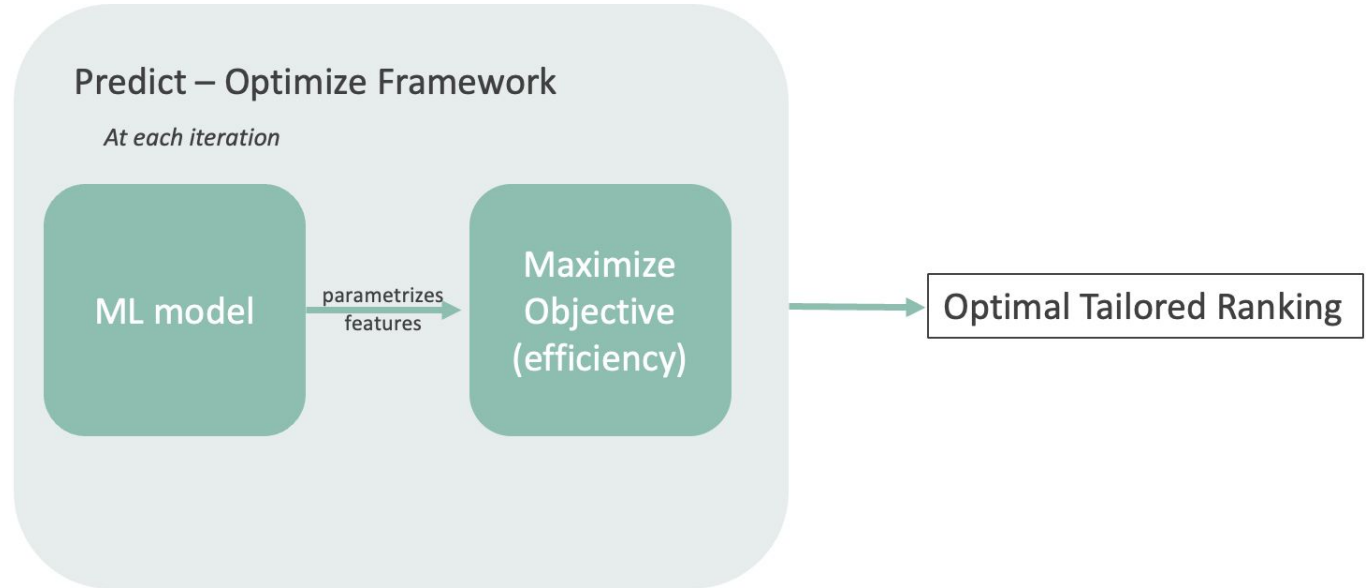 Predict – Optimize Framework
At each iteration
ML model
parametrizes
features
Maximize
Objective
(efficiency)
Optimal Tailored Ranking